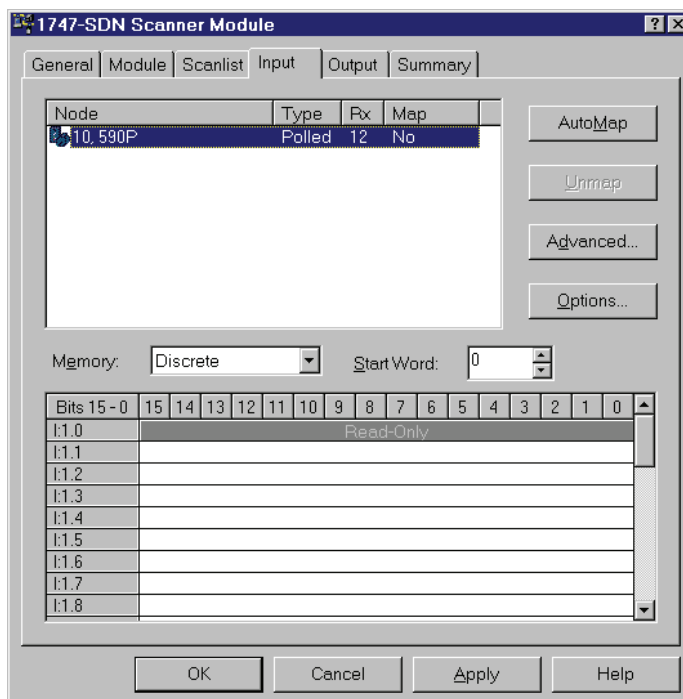 1747-SDN Scanner Module
General Module Scanlist Input Output Summary
Node Type Rx Map
10, 590P Polled 12 No
AutoMap
Unmap
Advanced...
Options...
Memory: Discrete Start Word: 0
Bits 15 - 0 15 14 13 12 11 10 9 8 7 6 5 4 3 2 1 0
I:1.0 Read-Only
I:1.1
I:1.2
I:1.3
I:1.4
I:1.5
I:1.6
I:1.7
I:1.8
OK Cancel Apply Help